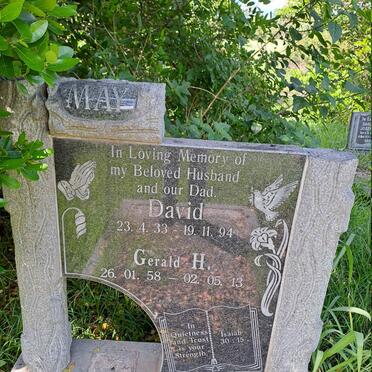 MAY
In Loving Memory of
my Beloved Husband
and our Dad.
David
23. 4. 33 - 19. 11. 94
Gerald H.
26. 01. 58 - 02. 05. 13
In
Quietness
and Trust
is your
Strength
Isaiah
30 : 15